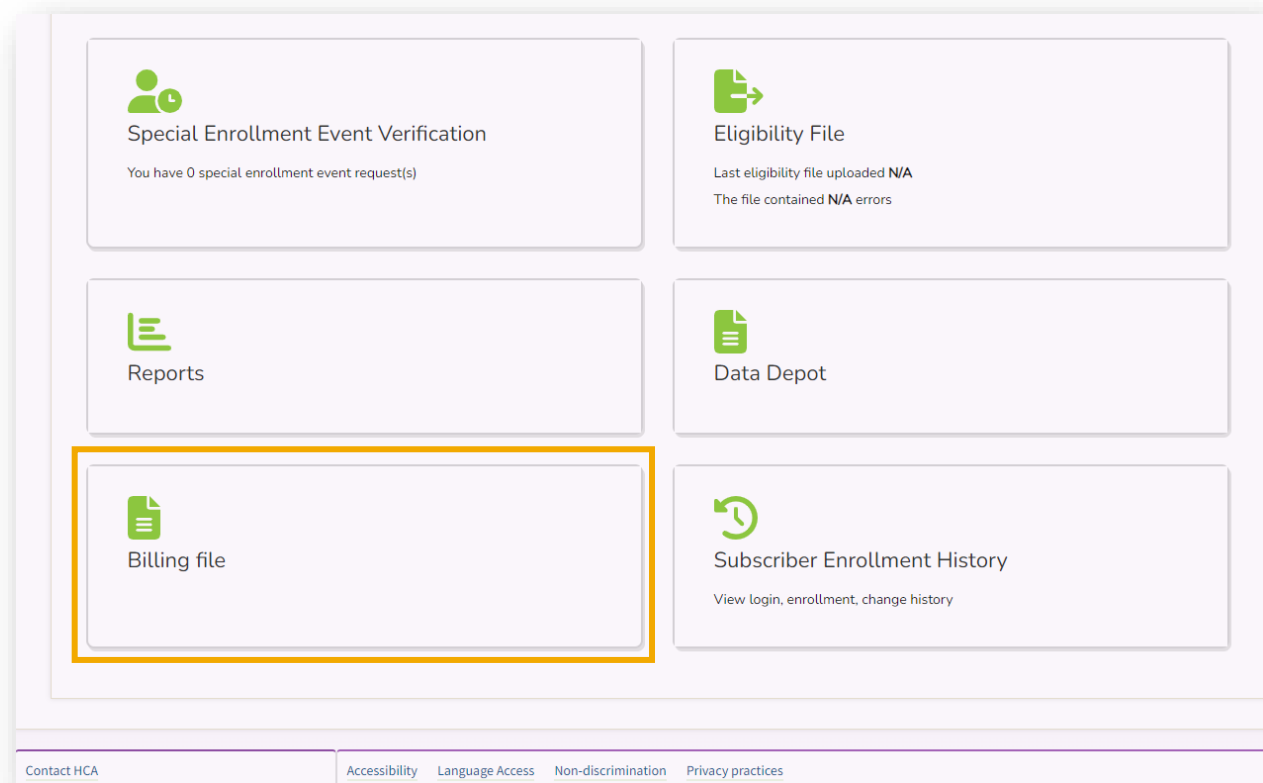 Special Enrollment Event Verification
You have 0 special enrollment event request(s)
Eligibility File
Last eligibility file uploaded N/A
The file contained N/A errors
Reports
Data Depot
Billing file
Subscriber Enrollment History
View login, enrollment, change history
Contact HCA
Accessibility Language Access Non-discrimination Privacy practices